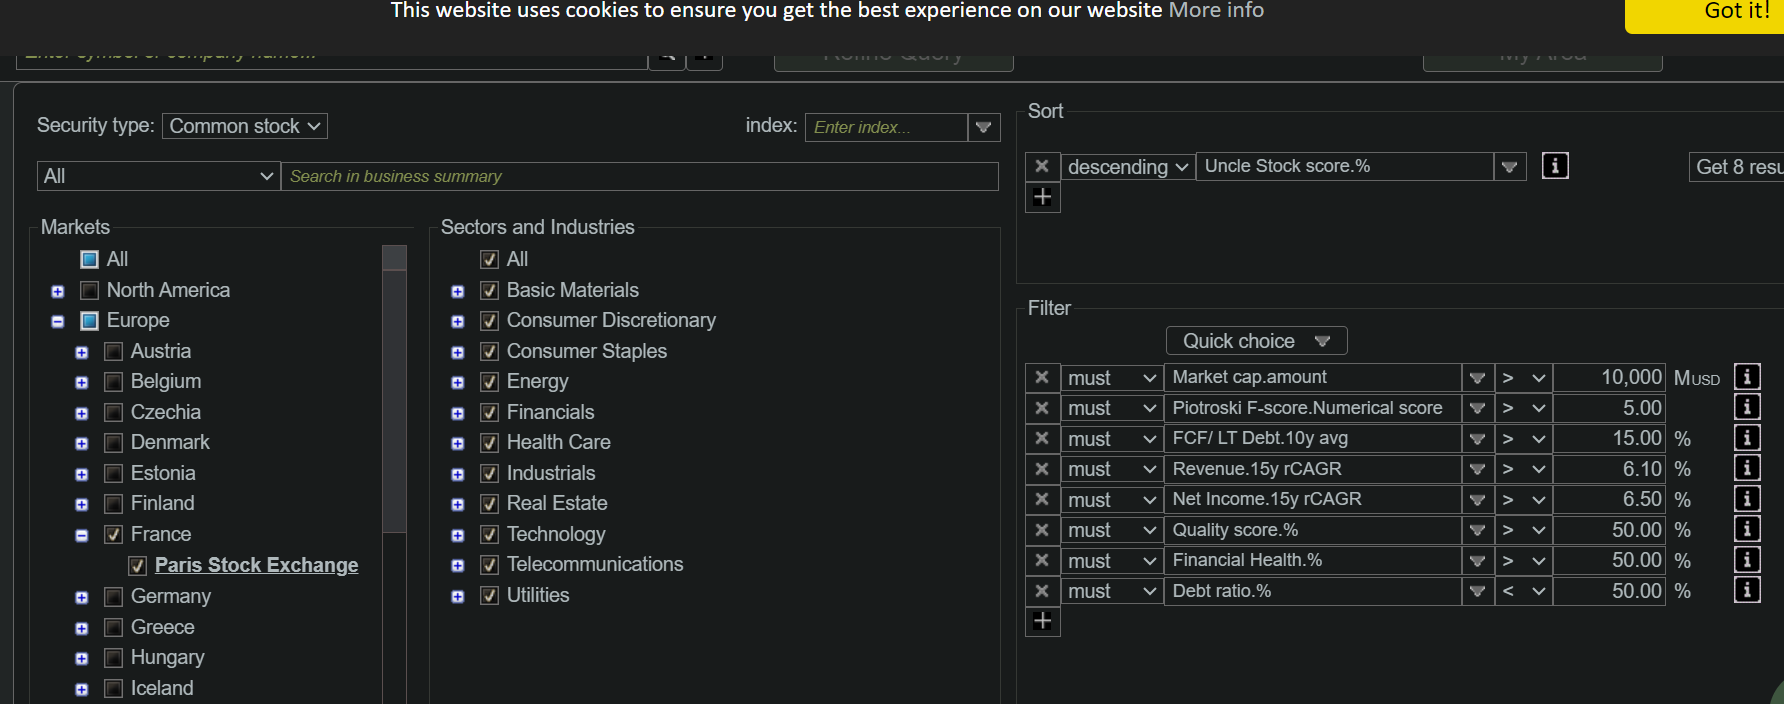 This website uses cookies to ensure you get the best experience on our website More info
Got it!
Security type: Common stock
index: Enter index...
All Search in business summary
Markets
All
North America
Europe
Austria
Belgium
Czechia
Denmark
Estonia
Finland
France
Paris Stock Exchange
Germany
Greece
Hungary
Iceland
Sectors and Industries
All
Basic Materials
Consumer Discretionary
Consumer Staples
Energy
Financials
Health Care
Industrials
Real Estate
Technology
Telecommunications
Utilities
Sort
descending Uncle Stock score.%
Get 8 resu
Filter
Quick choice
must Market cap.amount > 10,000 MUSD
must Piotroski F-score.Numerical score > 5.00
must FCF/ LT Debt.10y avg > 15.00 %
must Revenue.15y rCAGR > 6.10 %
must Net Income.15y rCAGR > 6.50 %
must Quality score.% > 50.00 %
must Financial Health.% > 50.00 %
must Debt ratio.% < 50.00 %